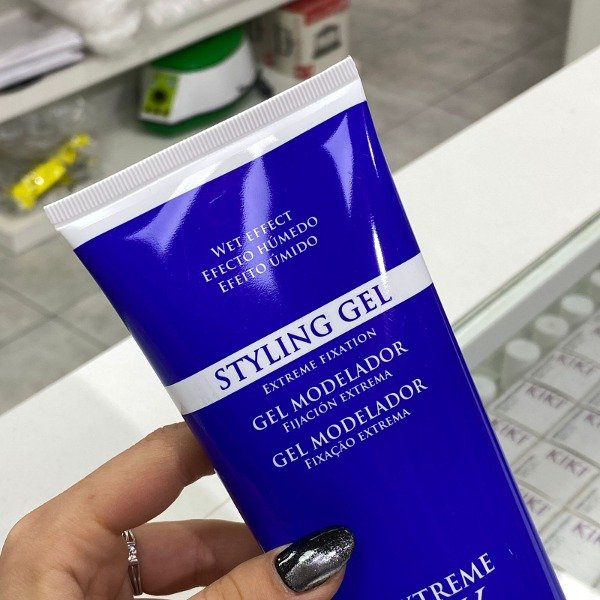 WET EFFECT
EFECTO HÚMEDO
EFEITO ÚMIDO
STYLING GEL
EXTREME FIXATION
GEL MODELADOR
FIJACIÓN EXTREMA
GEL MODELADOR
FIXAÇÃO EXTREMA
EXTREME
KIKI
KIKI
KIKI